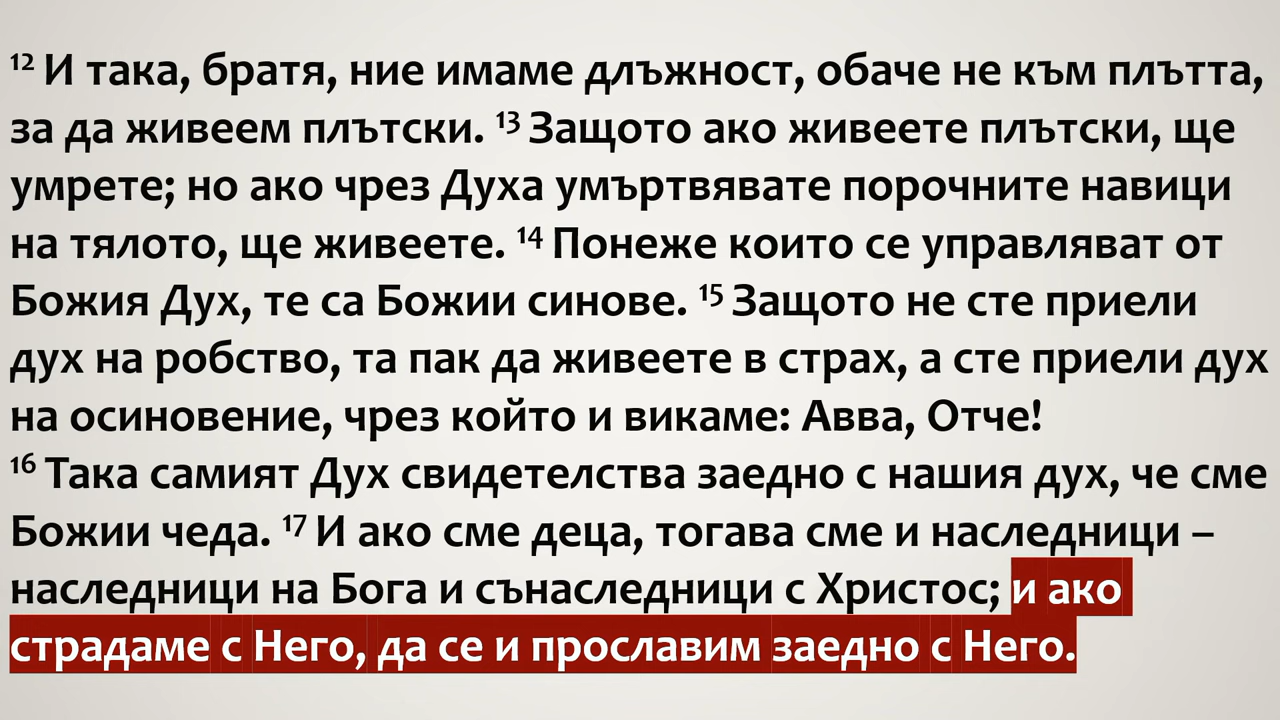 12 И така, братя, ние имаме длъжност, обаче не към плътта,
за да живеем плътски. 13 Защото ако живеете плътски, ще
умрете; но ако чрез Духа умъртвявате порочните навици
на тялото, ще живеете. 14 Понеже които се управляват от
Божия Дух, те са Божии синове. 15 Защото не сте приели
дух на робство, та пак да живеете в страх, а сте приели дух
на осиновение, чрез който и викаме: Авва, Отче!
16 Така самият Дух свидетелства заедно с нашия дух, че сме
Божии чеда. 17 И ако сме деца, тогава сме и наследници –
наследници на Бога и сънаследници с Христос; и ако
страдаме с Него, да се и прославим заедно с Него.